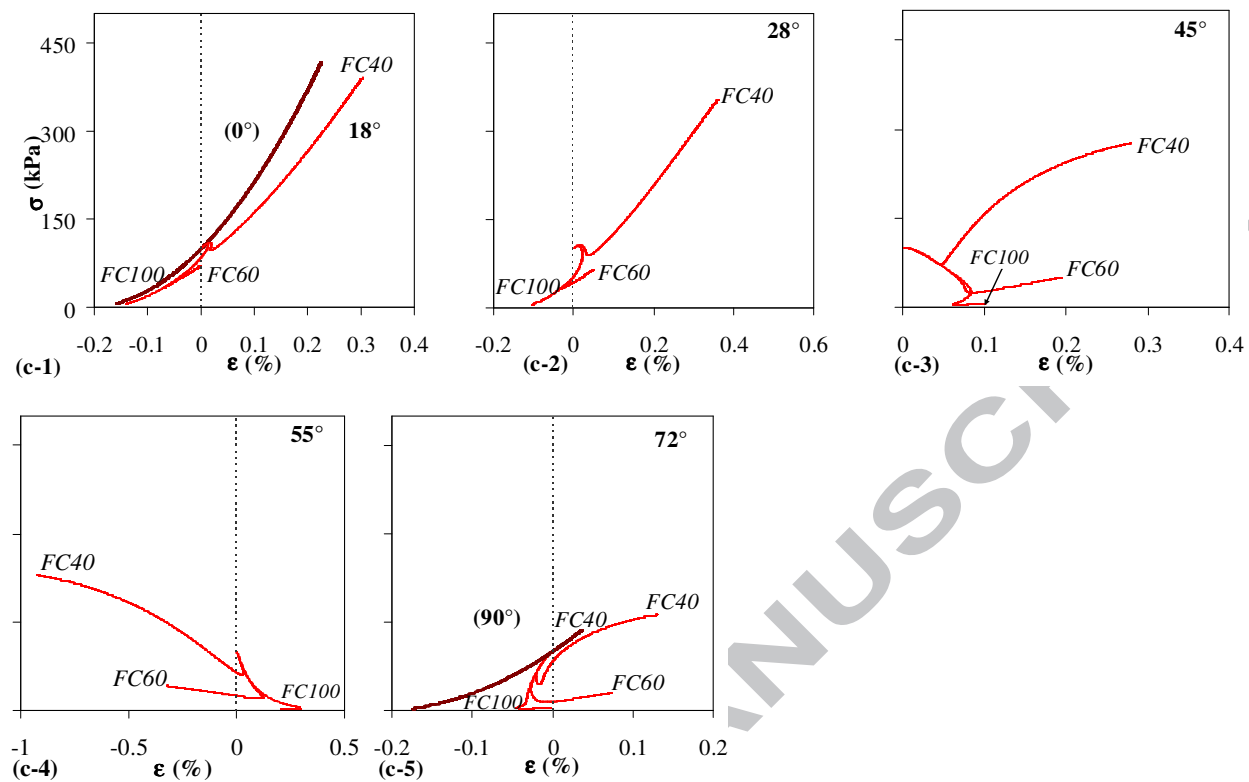 450
300
150
0
σ (kPa)
FC40
(0°)
18°
FC100
FC60
-0.2
-0.1
0
0.1
0.2
0.3
0.4
(c-1)
ε (%)
28°
FC40
FC100
FC60
-0.2
0
0.2
0.4
0.6
(c-2)
ε (%)
45°
FC40
FC100
FC60
0
0.1
0.2
0.3
0.4
(c-3)
ε (%)
55°
FC40
FC60
FC100
-1
-0.5
0
0.5
(c-4)
ε (%)
72°
FC40
(90°)
FC40
FC60
FC100
-0.2
-0.1
0
0.1
0.2
(c-5)
ε (%)
ANUSC